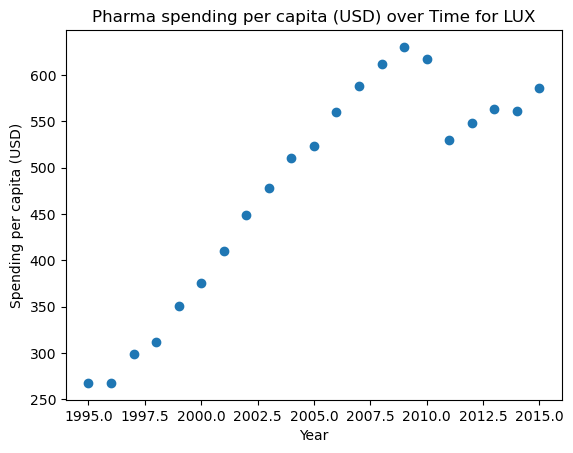 Pharma spending per capita (USD) over Time for LUX
Spending per capita (USD)
600
550
500
450
400
350
300
250
1995.0 1997.5 2000.0 2002.5 2005.0 2007.5 2010.0 2012.5 2015.0
Year